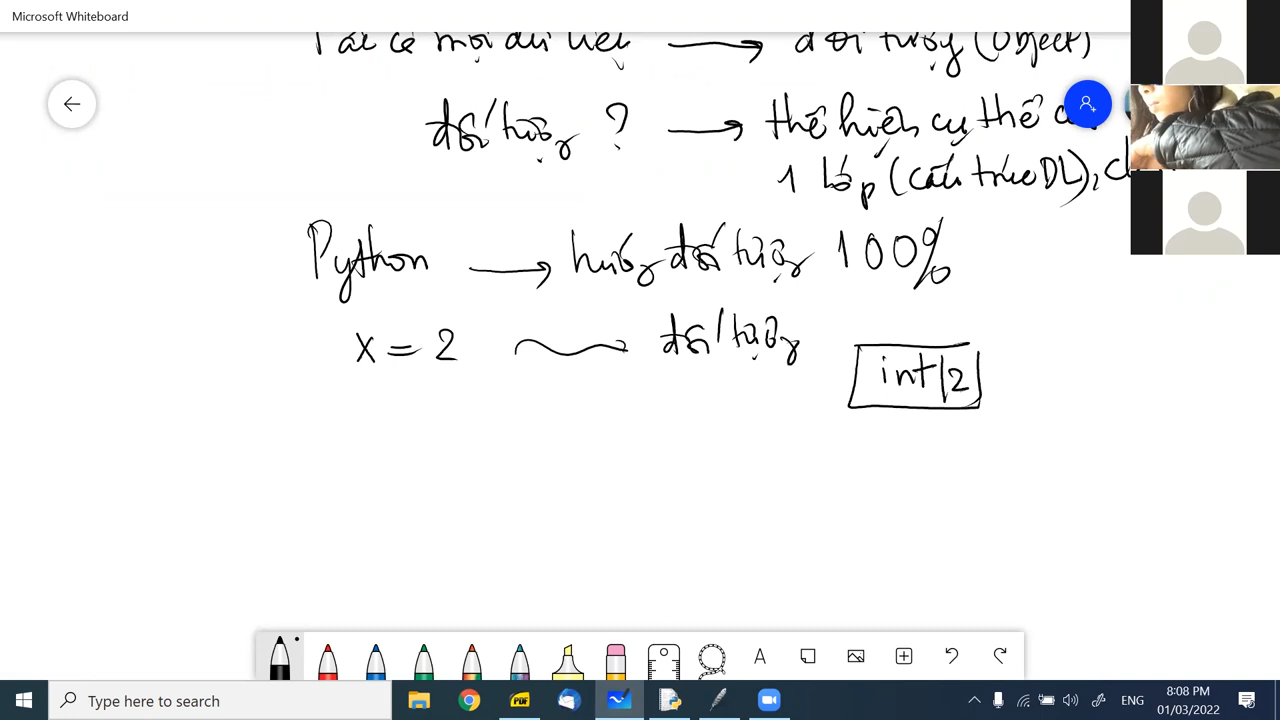 Microsoft Whiteboard
Tất cả mọi dữ liệu → đối tượng (Object)
đối tượng ? → thể hiện cụ thể
1 lớp (cấu trúc DL),
Python → hướng đối tượng 100%
x = 2 → đối tượng
int|2
A
Type here to search
PDF
ENG
8:08 PM
01/03/2022